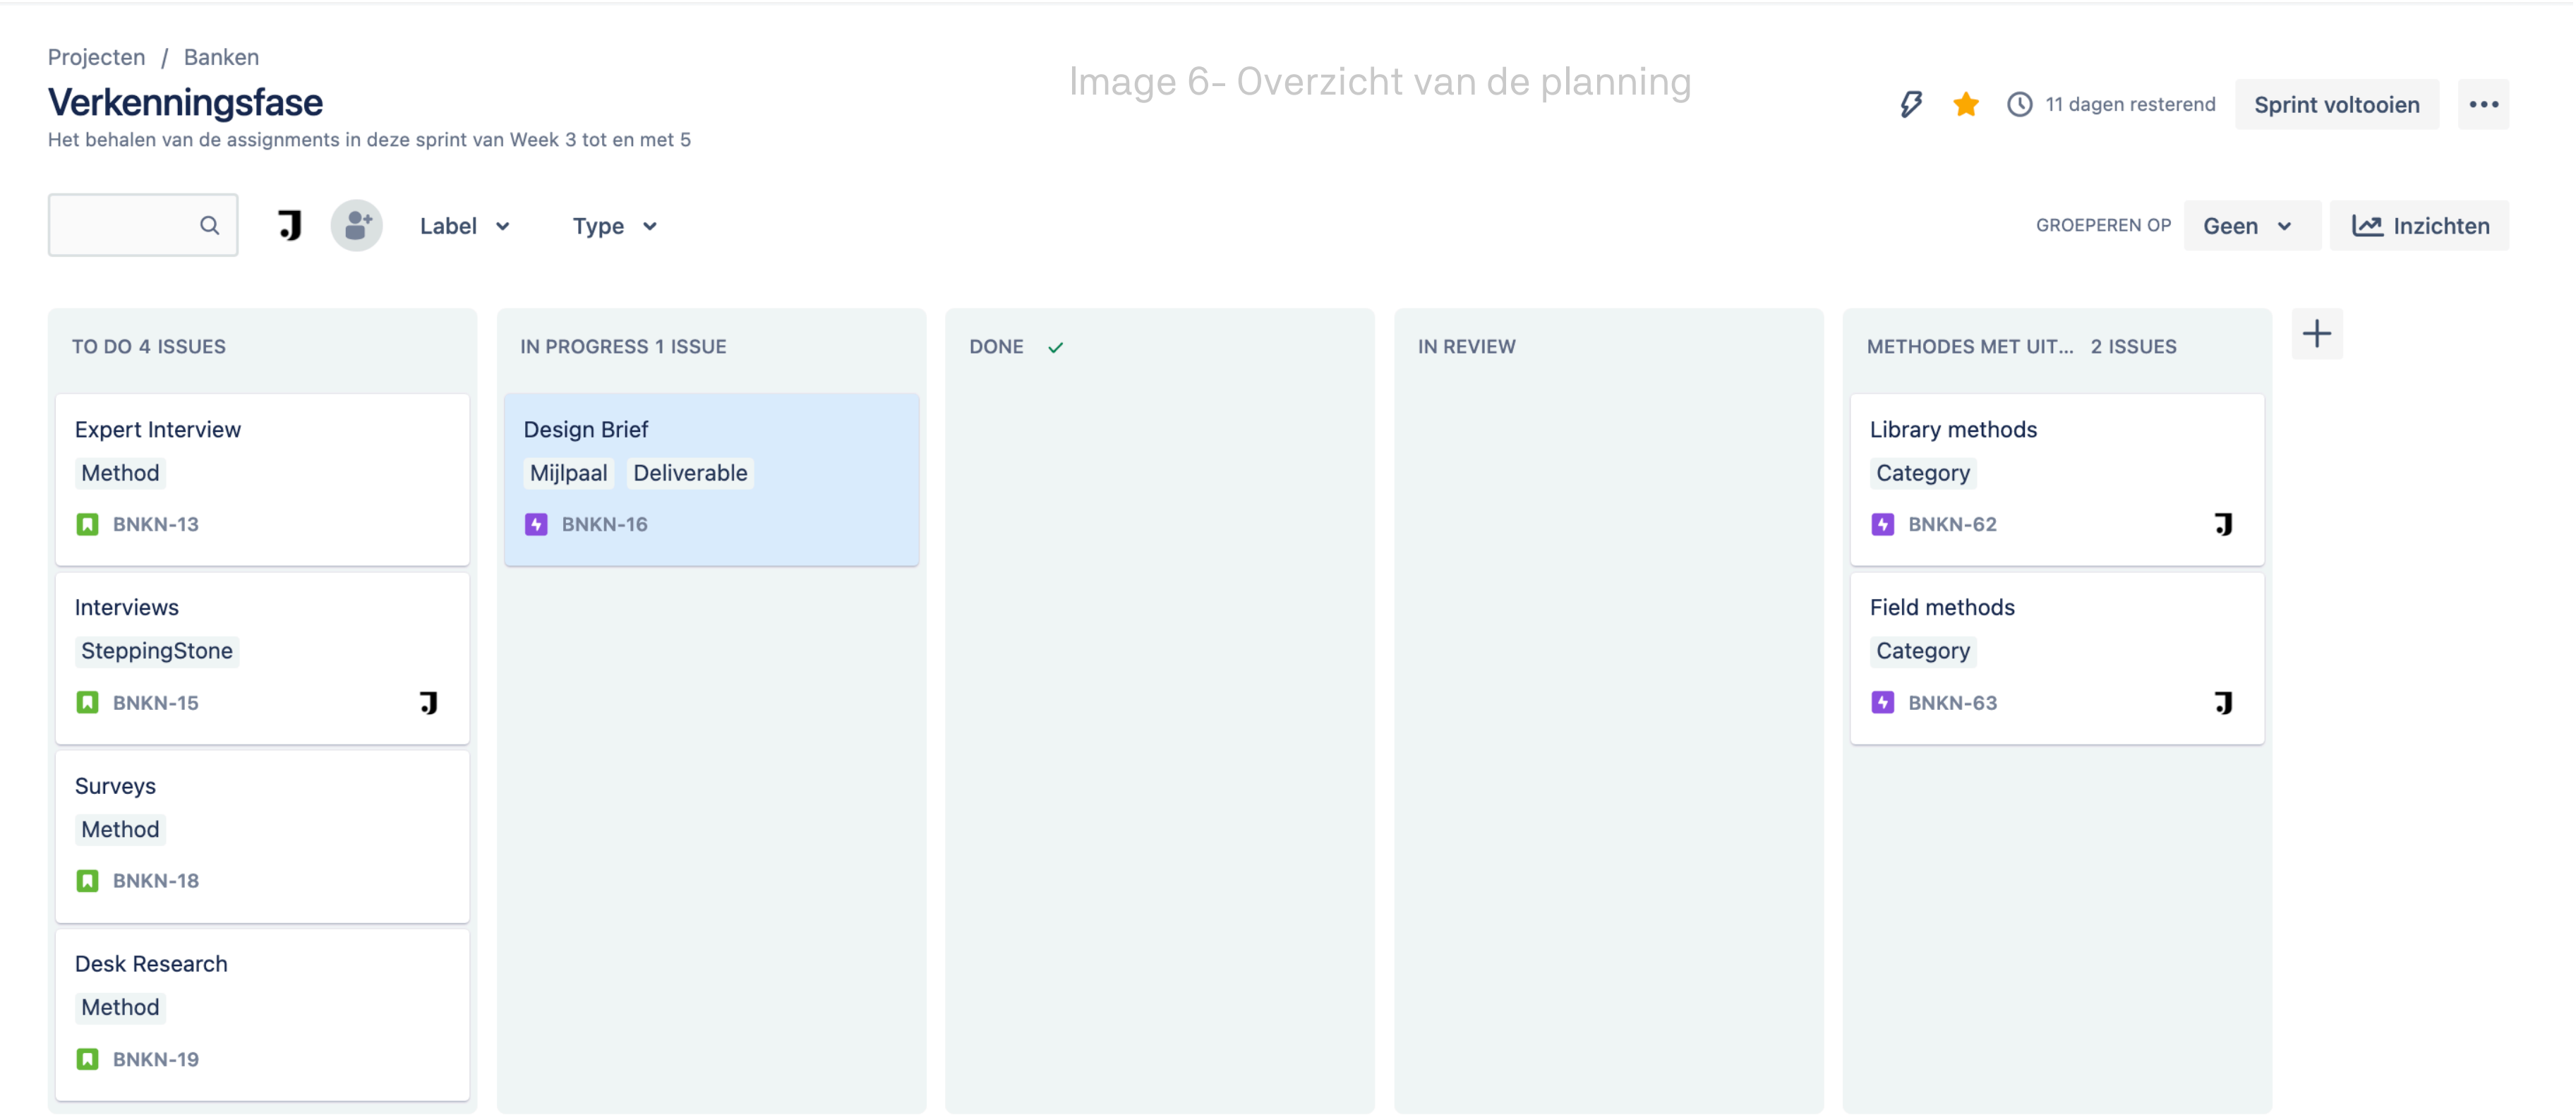 Projecten / Banken
Image 6- Overzicht van de planning
Verkenningsfase
11 dagen resterend
Sprint voltooien
Het behalen van de assignments in deze sprint van Week 3 tot en met 5
Label
Type
GROEPEREN OP
Geen
Inzichten
TO DO 4 ISSUES
Expert Interview
Method
BNKN-13
Interviews
SteppingStone
BNKN-15
Surveys
Method
BNKN-18
Desk Research
Method
BNKN-19
IN PROGRESS 1 ISSUE
Design Brief
Mijlpaal Deliverable
BNKN-16
DONE
IN REVIEW
METHODES MET UIT... 2 ISSUES
Library methods
Category
BNKN-62
Field methods
Category
BNKN-63